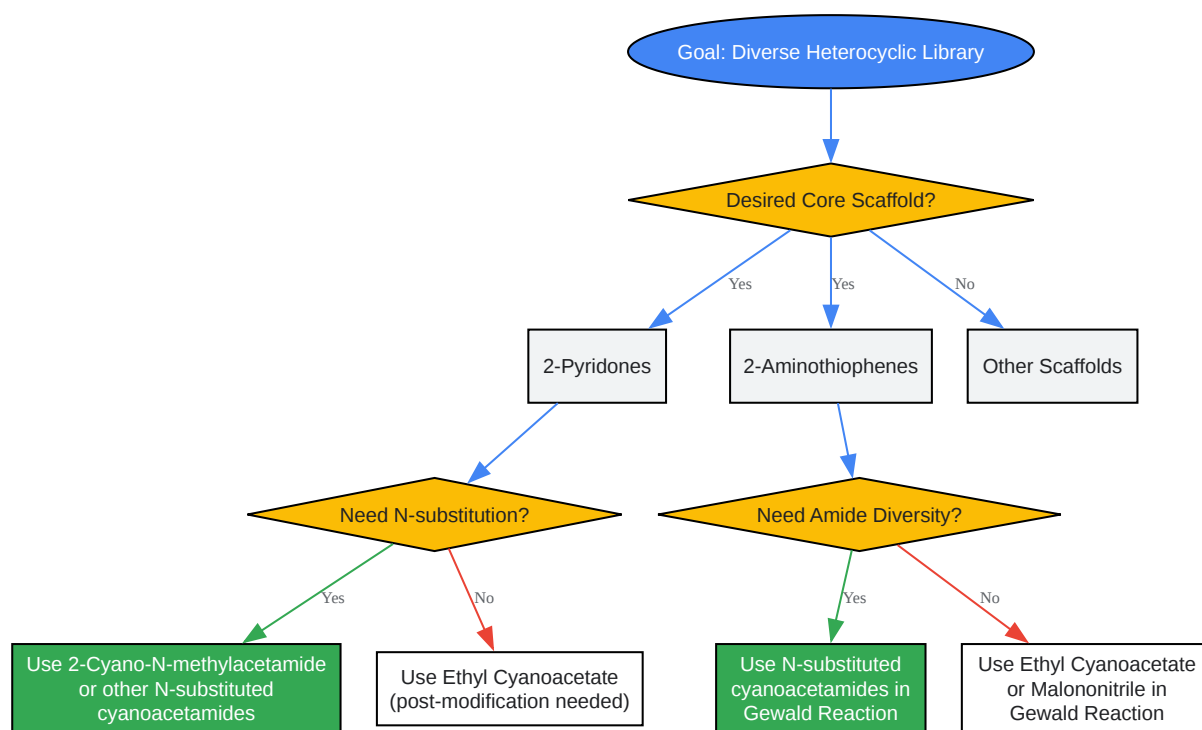 Goal: Diverse Heterocyclic Library
Desired Core Scaffold?
Yes
Yes
No
2-Pyridones
2-Aminothiophenes
Other Scaffolds
Need N-substitution?
Need Amide Diversity?
Yes
No
Yes
No
Use 2-Cyano-N-methylacetamide
or other N-substituted
cyanoacetamides
Use Ethyl Cyanoacetate
(post-modification needed)
Use N-substituted
cyanoacetamides in
Gewald Reaction
Use Ethyl Cyanoacetate
or Malononitrile in
Gewald Reaction